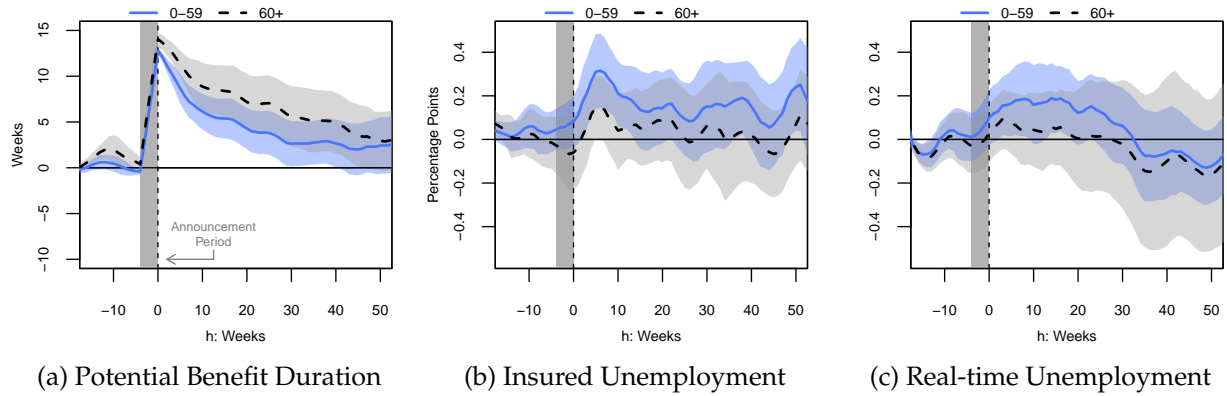 0−59 60+
Weeks
15
10
5
0
−5
−10
Announcement
Period
−10 0 10 20 30 40 50
h: Weeks
(a) Potential Benefit Duration
0−59 60+
Percentage Points
0.4
0.2
0.0
−0.2
−0.4
−10 0 10 20 30 40 50
h: Weeks
(b) Insured Unemployment
0−59 60+
0.4
0.2
0.0
−0.2
−0.4
−10 0 10 20 30 40 50
h: Weeks
(c) Real-time Unemployment